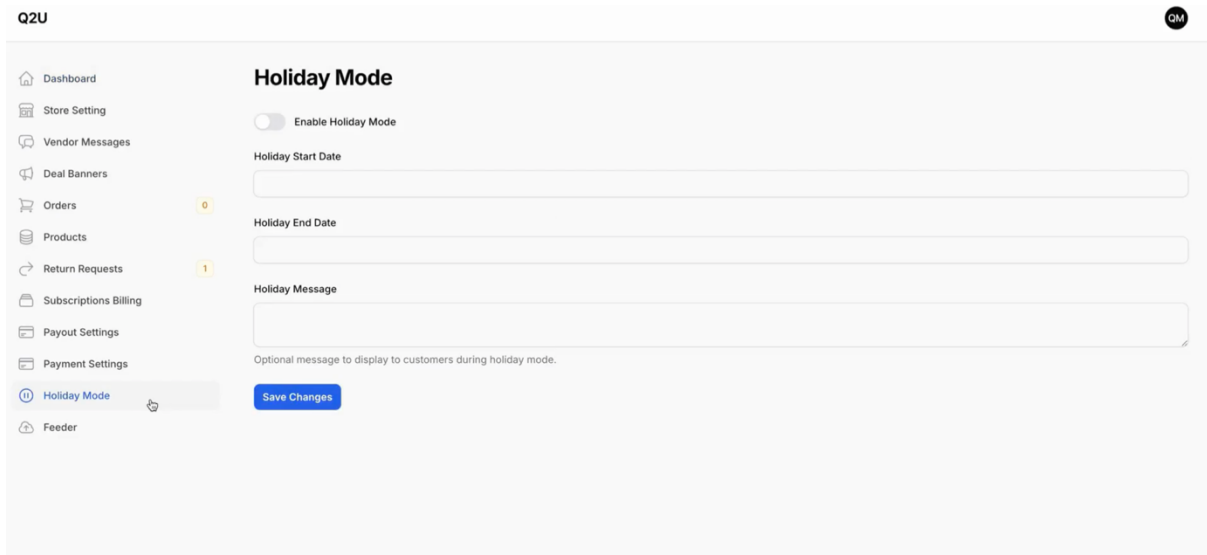 Q2U
QM
Dashboard
Store Setting
Vendor Messages
Deal Banners
Orders 0
Products
Return Requests 1
Subscriptions Billing
Payout Settings
Payment Settings
Holiday Mode
Feeder
Holiday Mode
Enable Holiday Mode
Holiday Start Date
Holiday End Date
Holiday Message
Optional message to display to customers during holiday mode.
Save Changes